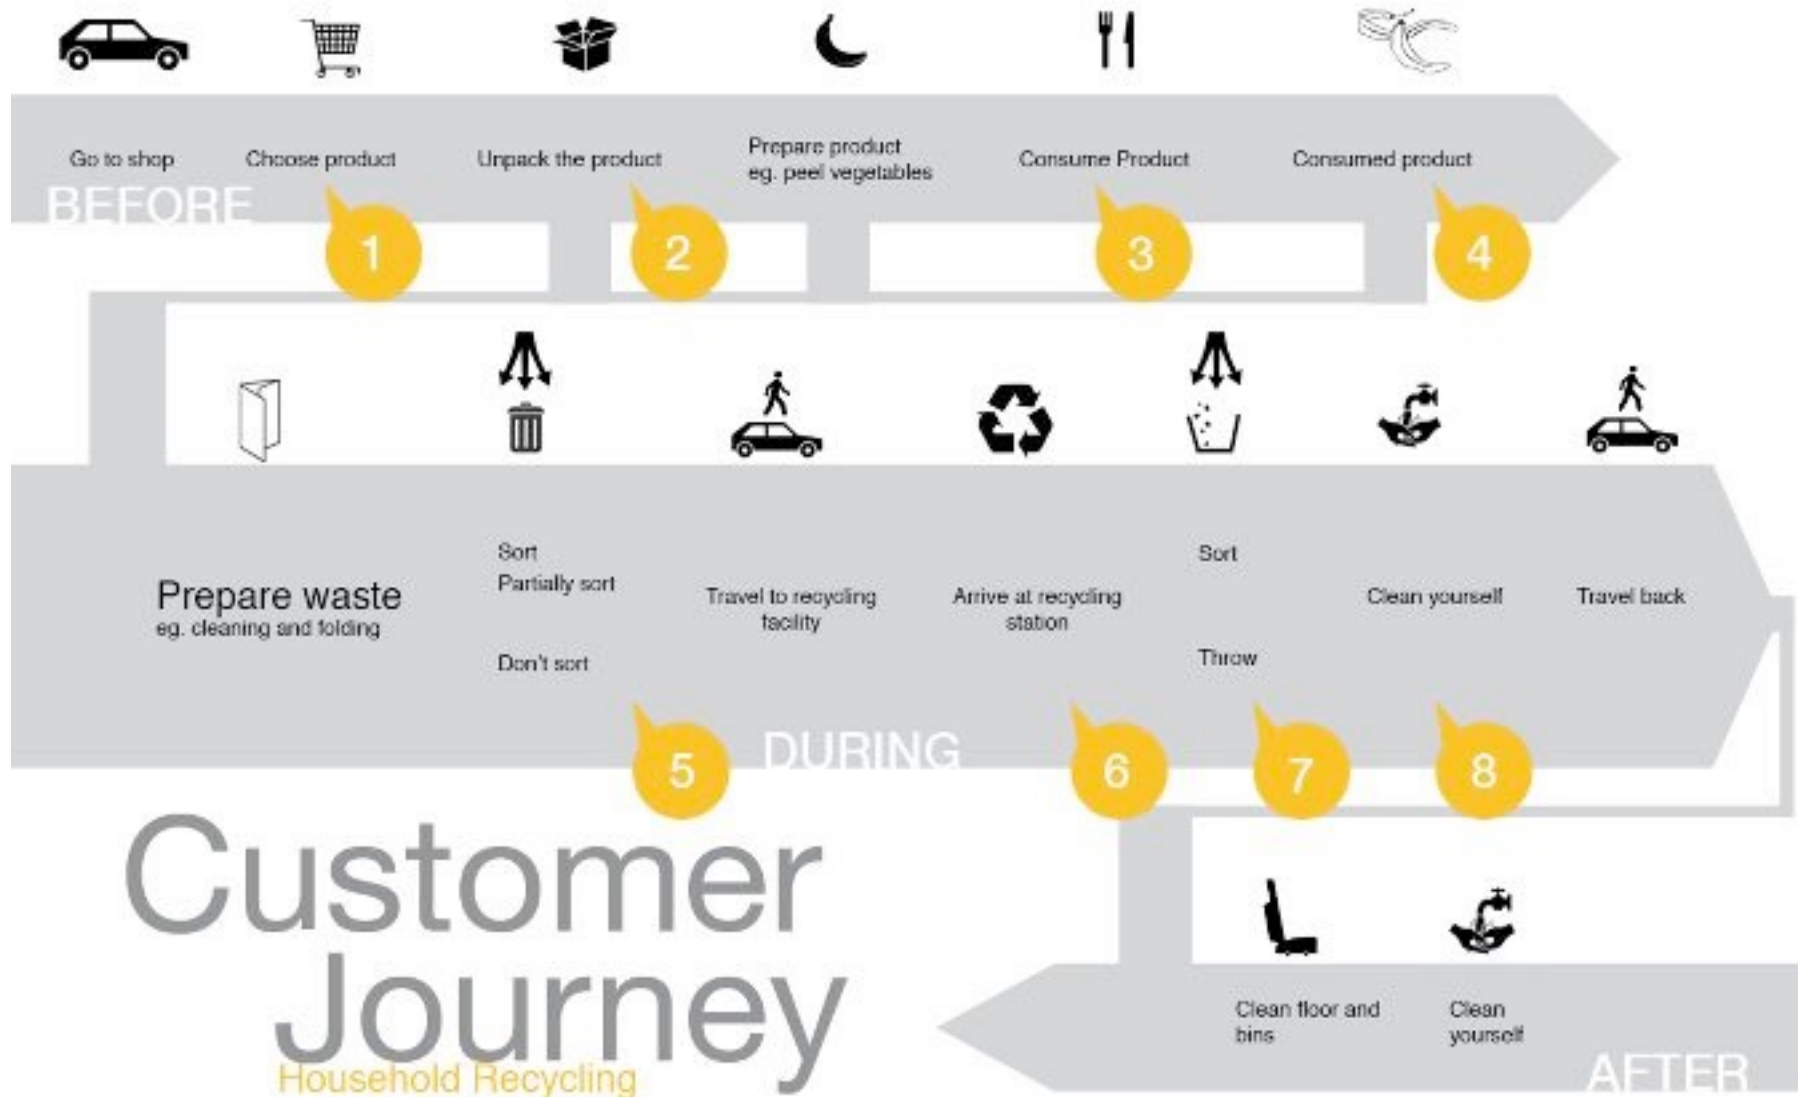 Go to shop
Choose product
Unpack the product
Prepare product
eg. peel vegetables
Consume Product
Consumed product
BEFORE
1
2
3
4
Prepare waste
eg. cleaning and folding
Sort
Partially sort
Don't sort
Travel to recycling
facility
Arrive at recycling
station
Sort
Throw
Clean yourself
Travel back
DURING
5
6
7
8
Customer
Journey
Household Recycling
Clean floor and
bins
Clean
yourself
AFTER